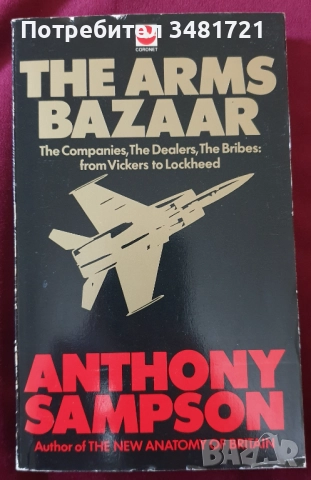 Потребител 3481721
CORONET
THE ARMS
BAZAAR
The Companies, The Dealers, The Bribes:
from Vickers to Lockheed
ANTHONY
SAMPSON
Author of THE NEW ANATOMY OF BRITAIN
BAZAR